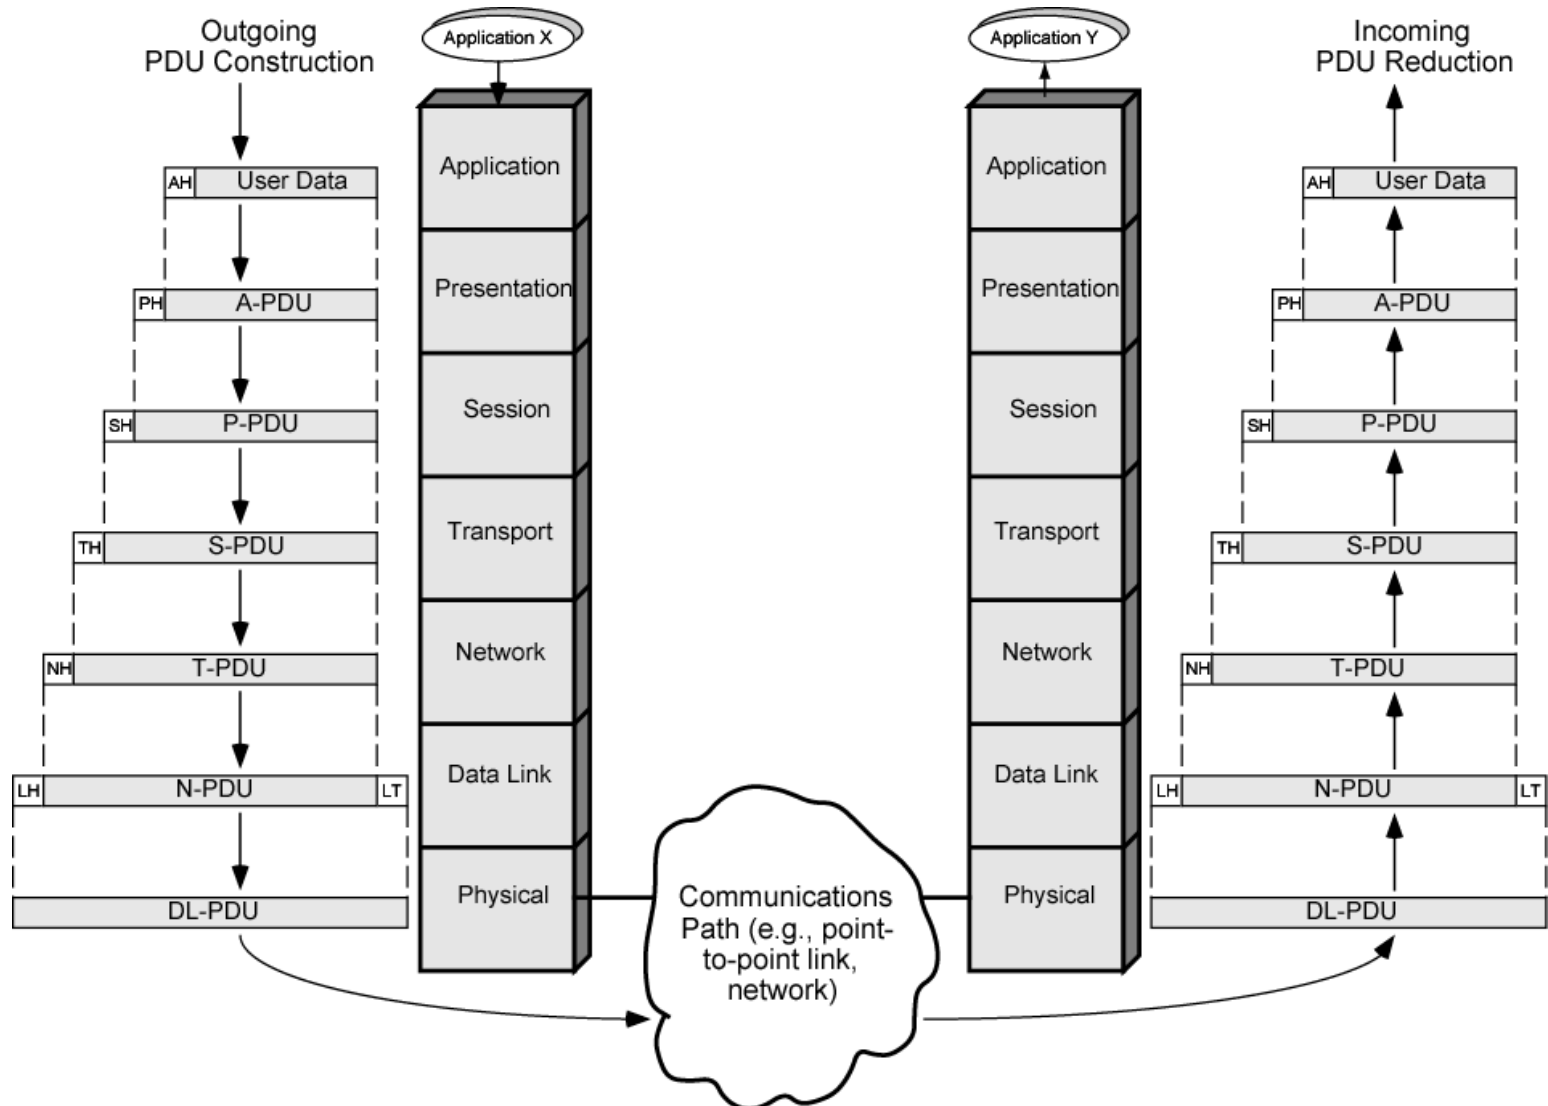 Outgoing
PDU Construction
Application X
Application Y
Incoming
PDU Reduction
AH User Data
Application
Application
AH User Data
PH A-PDU
Presentation
Presentation
PH A-PDU
SH P-PDU
Session
Session
SH P-PDU
TH S-PDU
Transport
Transport
TH S-PDU
NH T-PDU
Network
Network
NH T-PDU
LH N-PDU LT
Data Link
Data Link
LH N-PDU LT
DL-PDU
Physical
Communications
Path (e.g., point-
to-point link,
network)
Physical
DL-PDU